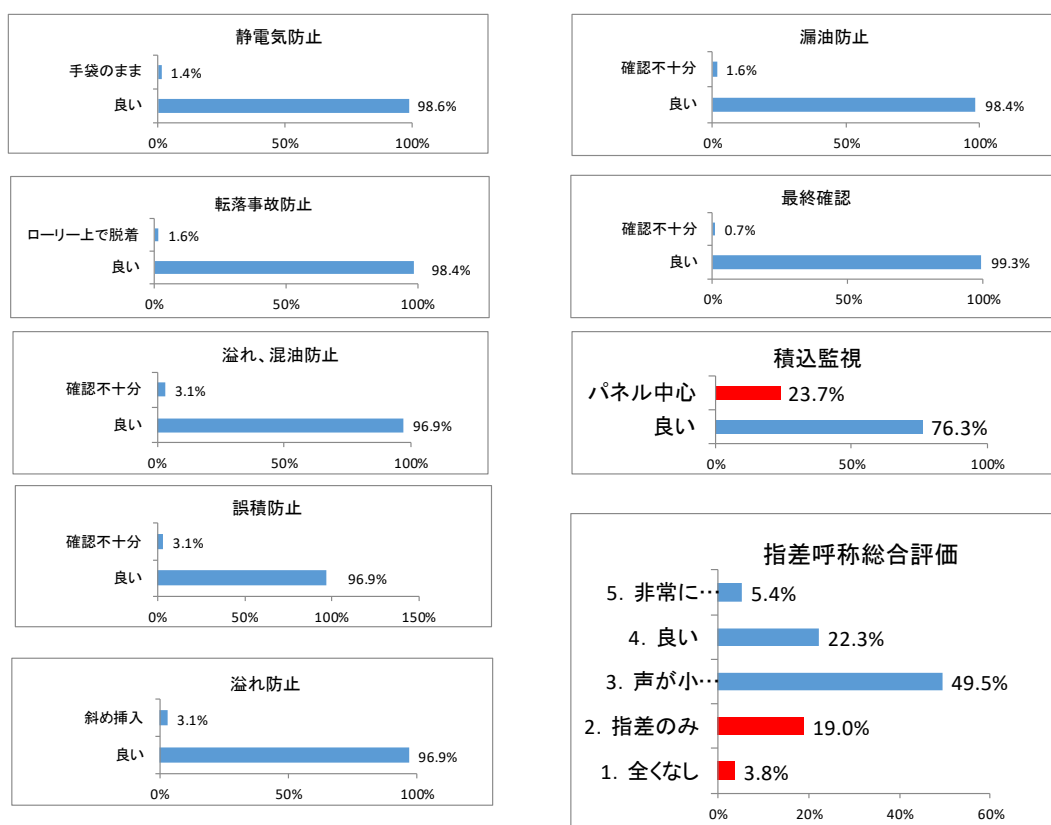 静電気防止
手袋のまま 1.4%
良い 98.6%
0% 50% 100%
転落事故防止
ローリー上で脱着 1.6%
良い 98.4%
0% 50% 100%
溢れ、混油防止
確認不十分 3.1%
良い 96.9%
0% 50% 100%
誤積防止
確認不十分 3.1%
良い 96.9%
0% 50% 100% 150%
溢れ防止
斜め挿入 3.1%
良い 96.9%
0% 50% 100%
漏油防止
確認不十分 1.6%
良い 98.4%
0% 50% 100%
最終確認
確認不十分 0.7%
良い 99.3%
0% 50% 100%
積込監視
パネル中心 23.7%
良い 76.3%
0% 50% 100%
指差呼称総合評価
5. 非常に… 5.4%
4. 良い 22.3%
3. 声が小… 49.5%
2. 指差のみ 19.0%
1. 全くなし 3.8%
0% 20% 40% 60%